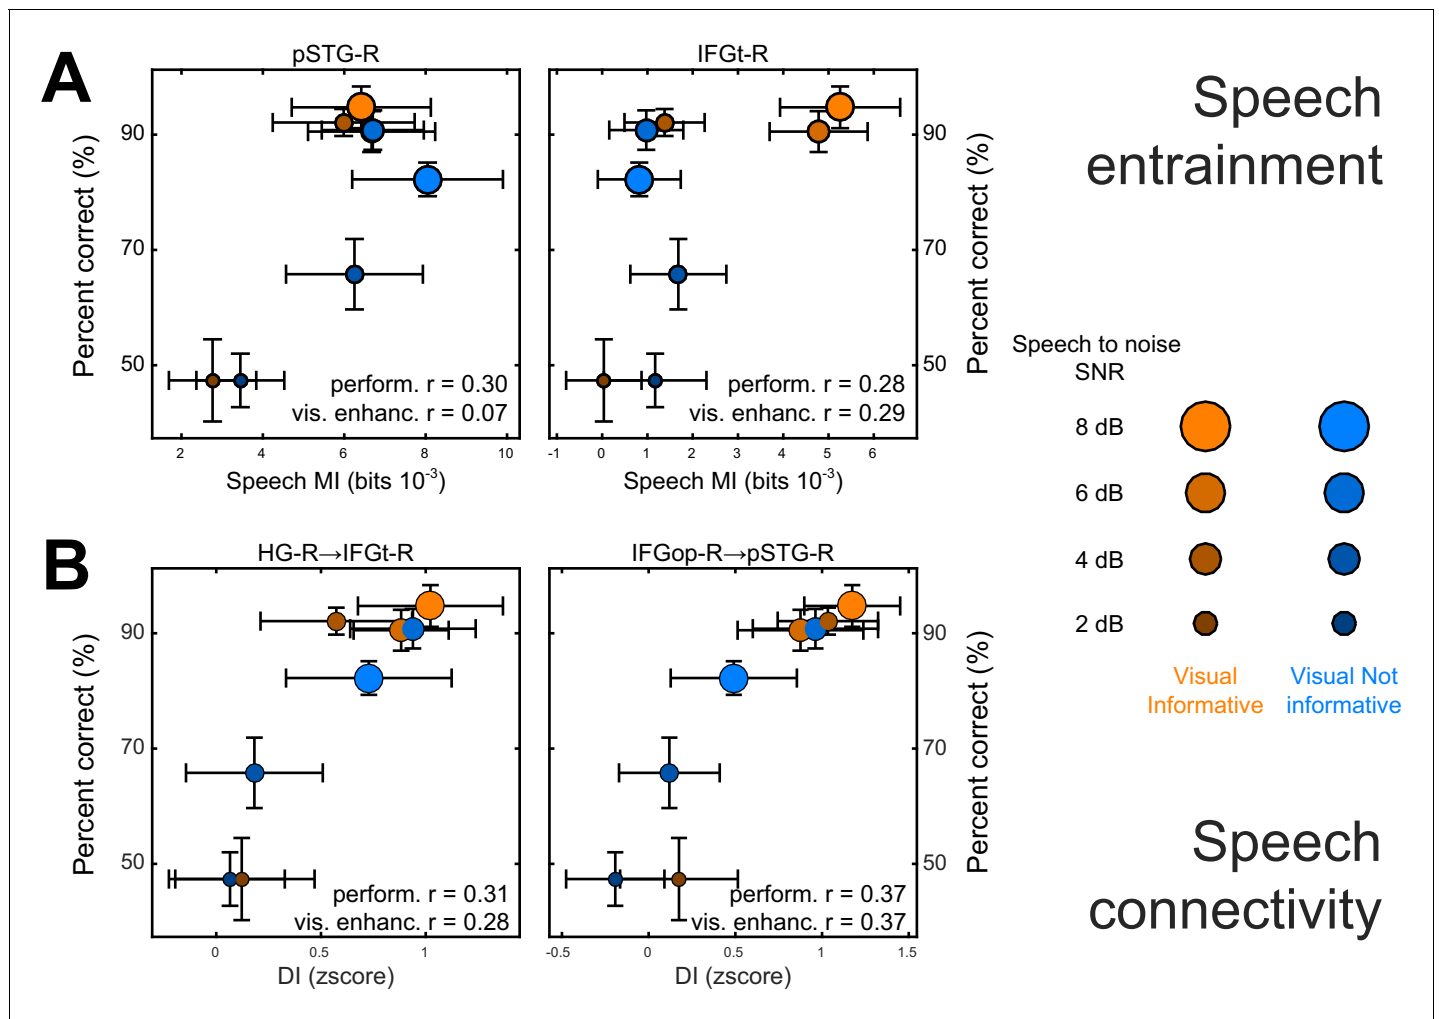 A
pSTG-R
Percent correct (%)
90
70
50
perform. r = 0.30
vis. enhanc. r = 0.07
2
4
6
8
10
Speech MI (bits 10-3)
IFGt-R
90
70
50
Percent correct (%)
perform. r = 0.28
vis. enhanc. r = 0.29
-1
0
1
2
3
4
5
6
Speech MI (bits 10-3)
Speech
entrainment
Speech to noise
SNR
8 dB
6 dB
4 dB
2 dB
Visual
Informative
Visual Not
informative
B
HG-R→IFGt-R
Percent correct (%)
90
70
50
perform. r = 0.31
vis. enhanc. r = 0.28
0
0.5
1
DI (zscore)
IFGop-R→pSTG-R
90
70
50
Percent correct (%)
perform. r = 0.37
vis. enhanc. r = 0.37
-0.5
0
0.5
1
1.5
DI (zscore)
Speech
connectivity